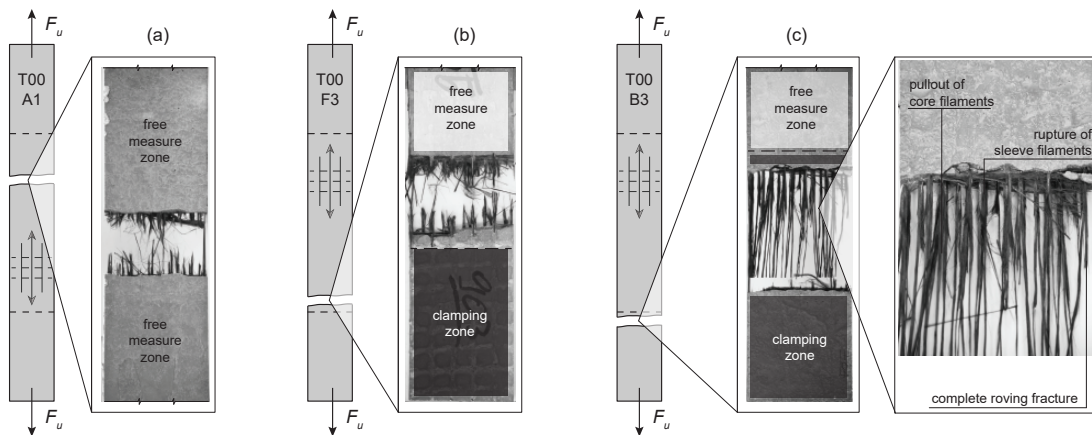 (a)
F_u
T00
A1
free
measure
zone
free
measure
zone
F_u
(b)
F_u
T00
F3
free
measure
zone
clamping
zone
F_u
(c)
F_u
T00
B3
free
measure
zone
clamping
zone
F_u
pullout of
core filaments
rupture of
sleeve filaments
complete roving fracture